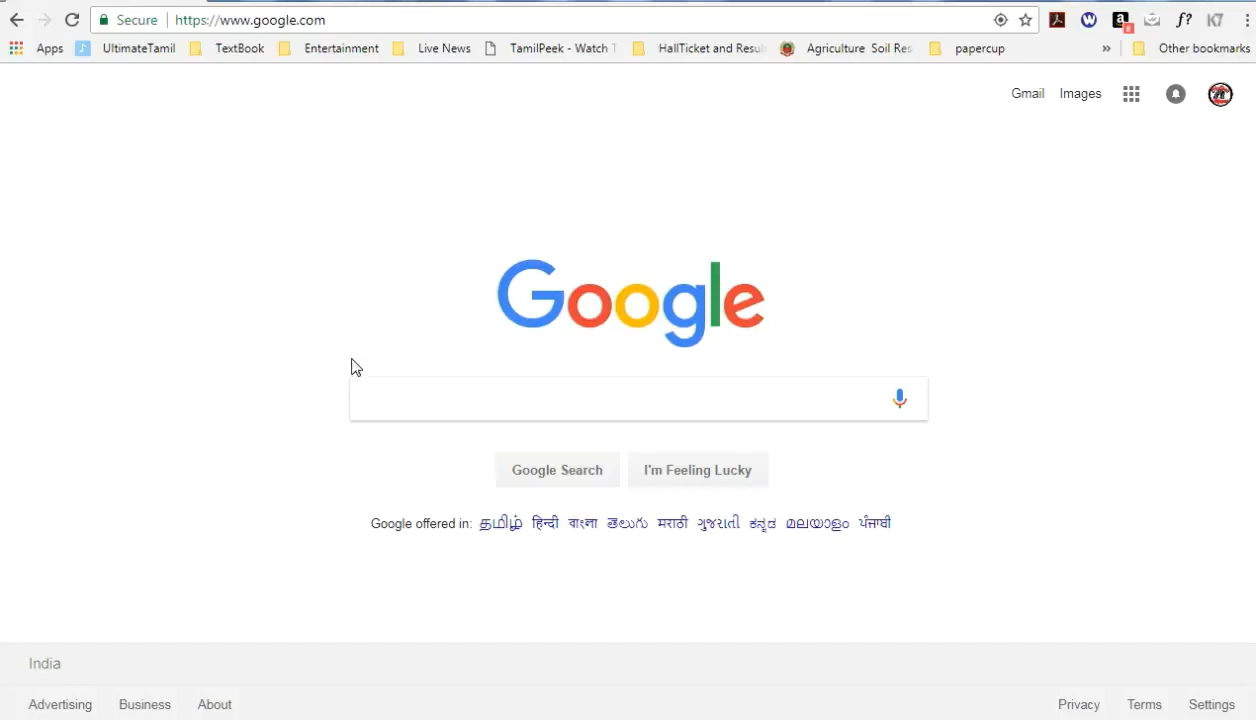 Secure https://www.google.com
Apps UltimateTamil TextBook Entertainment Live News TamilPeek - Watch HallTicket and Resul Agriculture Soil Res papercup » Other bookmarks
Gmail Images
Google
Google Search I'm Feeling Lucky
Google offered in: தமிழ் हिन्दी বাংলা తెలుగు मराठी ગુજરાતી ಕನ್ನಡ മലയാളം ਪੰਜਾਬੀ
India
Advertising Business About Privacy Terms Settings